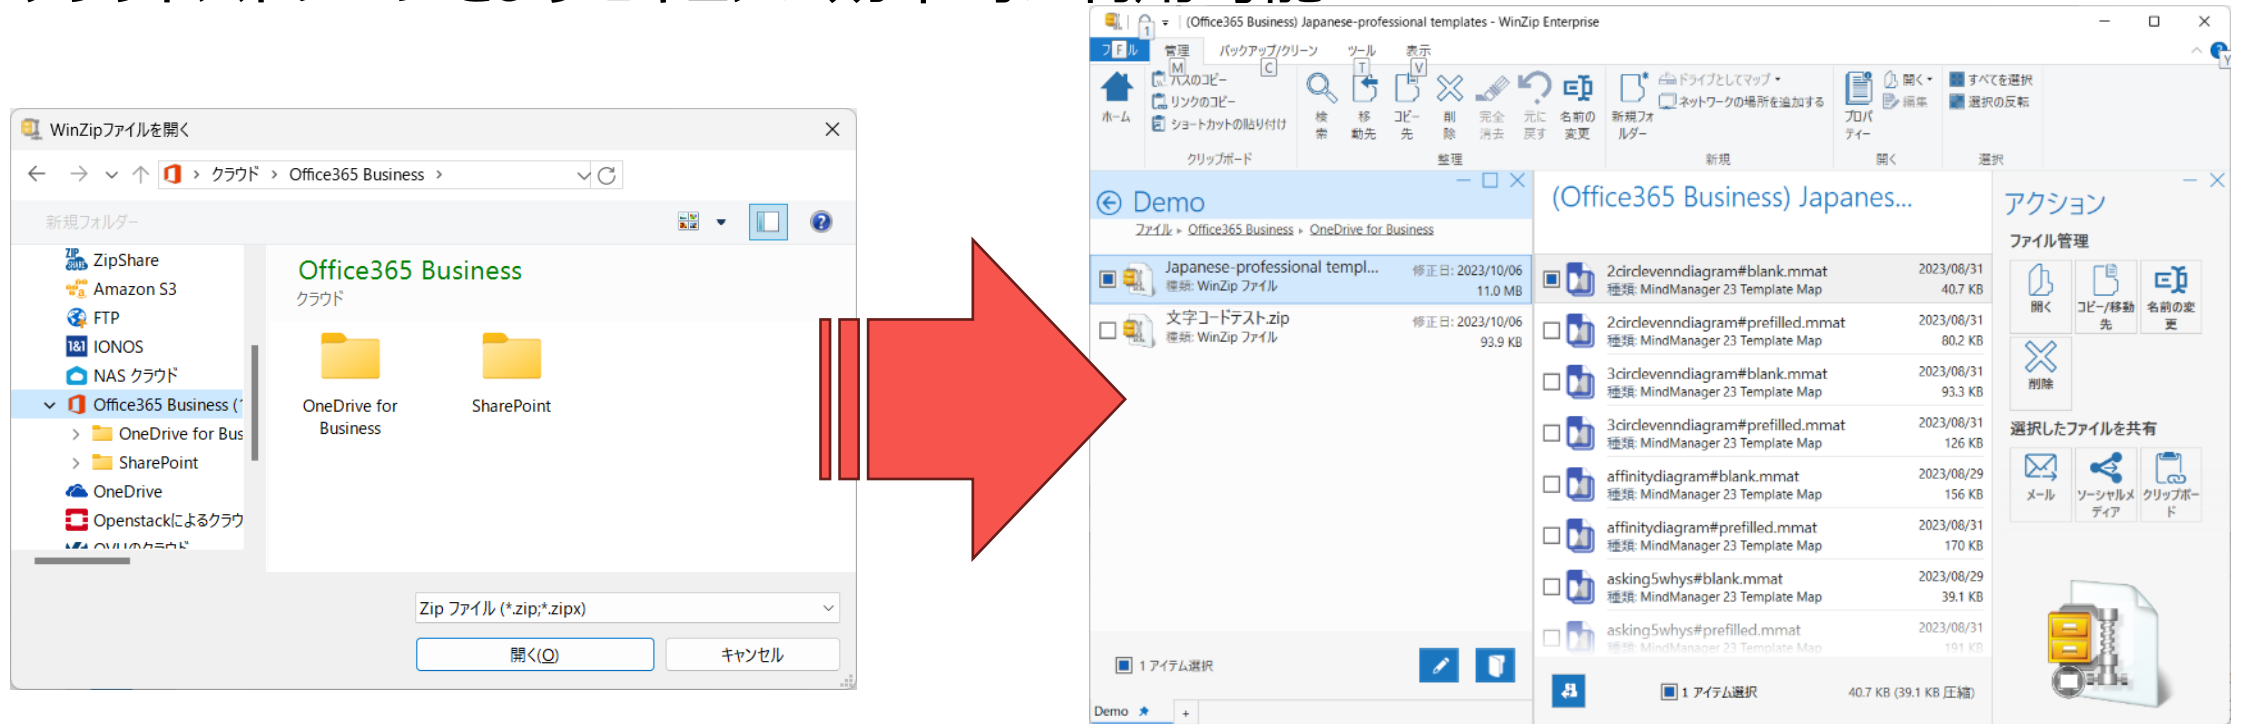 WinZipファイルを開く
クラウド › Office365 Business ›
新規フォルダー
ZipShare
Amazon S3
FTP
IONOS
NAS クラウド
Office365 Business (
OneDrive for Bus
SharePoint
OneDrive
Openstackによるクラウ
Office365 Business
クラウド
OneDrive for
Business
SharePoint
Zip ファイル (*.zip;*.zipx)
開く(O)
キャンセル
(Office365 Business) Japanese-professional templates - WinZip Enterprise
1
F
管理
バックアップ/クリーン
ツール
表示
M
C
T
V
Y
ホーム
パスのコピー
リンクのコピー
ショートカットの貼り付け
クリップボード
検
索
移
動先
コピー
先
削
除
完全
消去
元に
戻す
名前の
変更
整理
新規フォ
ルダー
ドライブとしてマップ
ネットワークの場所を追加する
新規
プロパ
ティー
開く
編集
開く
すべてを選択
選択の反転
選択
Demo
ファイル ▸ Office365 Business ▸ OneDrive for Business
Japanese-professional templ...
修正日: 2023/10/06
種類: WinZip ファイル
11.0 MB
文字コードテスト.zip
修正日: 2023/10/06
種類: WinZip ファイル
93.9 KB
1 アイテム選択
Demo
+
(Office365 Business) Japanes...
2circlevenndiagram#blank.mmat
2023/08/31
種類: MindManager 23 Template Map
40.7 KB
2circlevenndiagram#prefilled.mmat
2023/08/31
種類: MindManager 23 Template Map
80.2 KB
3circlevenndiagram#blank.mmat
2023/08/31
種類: MindManager 23 Template Map
93.3 KB
3circlevenndiagram#prefilled.mmat
2023/08/31
種類: MindManager 23 Template Map
126 KB
affinitydiagram#blank.mmat
2023/08/29
種類: MindManager 23 Template Map
156 KB
affinitydiagram#prefilled.mmat
2023/08/31
種類: MindManager 23 Template Map
170 KB
asking5whys#blank.mmat
2023/08/29
種類: MindManager 23 Template Map
39.1 KB
asking5whys#prefilled.mmat
2023/08/31
種類: MindManager 23 Template Map
191 KB
1 アイテム選択
40.7 KB (39.1 KB 圧縮)
アクション
ファイル管理
開く
コピー/移動
先
名前の変
更
削除
選択したファイルを共有
メール
ソーシャルメ
ディア
クリップボー
ド